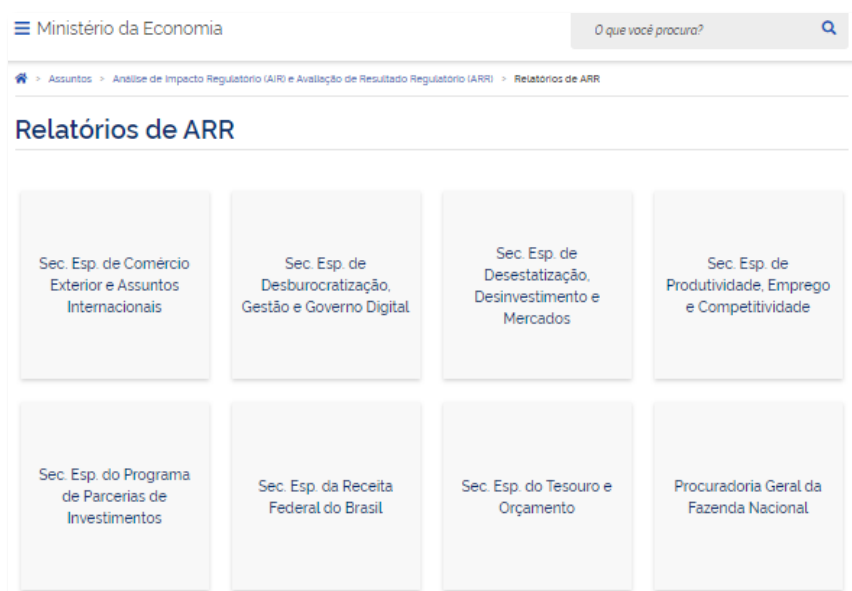 Ministério da Economia
O que você procura?
> Assuntos > Análise de Impacto Regulatório (AIR) e Avaliação de Resultado Regulatório (ARR) > Relatórios de ARR
Relatórios de ARR
Sec. Esp. de Comércio
Exterior e Assuntos
Internacionais
Sec. Esp. de
Desburocratização,
Gestão e Governo Digital
Sec. Esp. de
Desestatização,
Desinvestimento e
Mercados
Sec. Esp. de
Produtividade, Emprego
e Competitividade
Sec. Esp. do Programa
de Parcerias de
Investimentos
Sec. Esp. da Receita
Federal do Brasil
Sec. Esp. do Tesouro e
Orçamento
Procuradoria Geral da
Fazenda Nacional